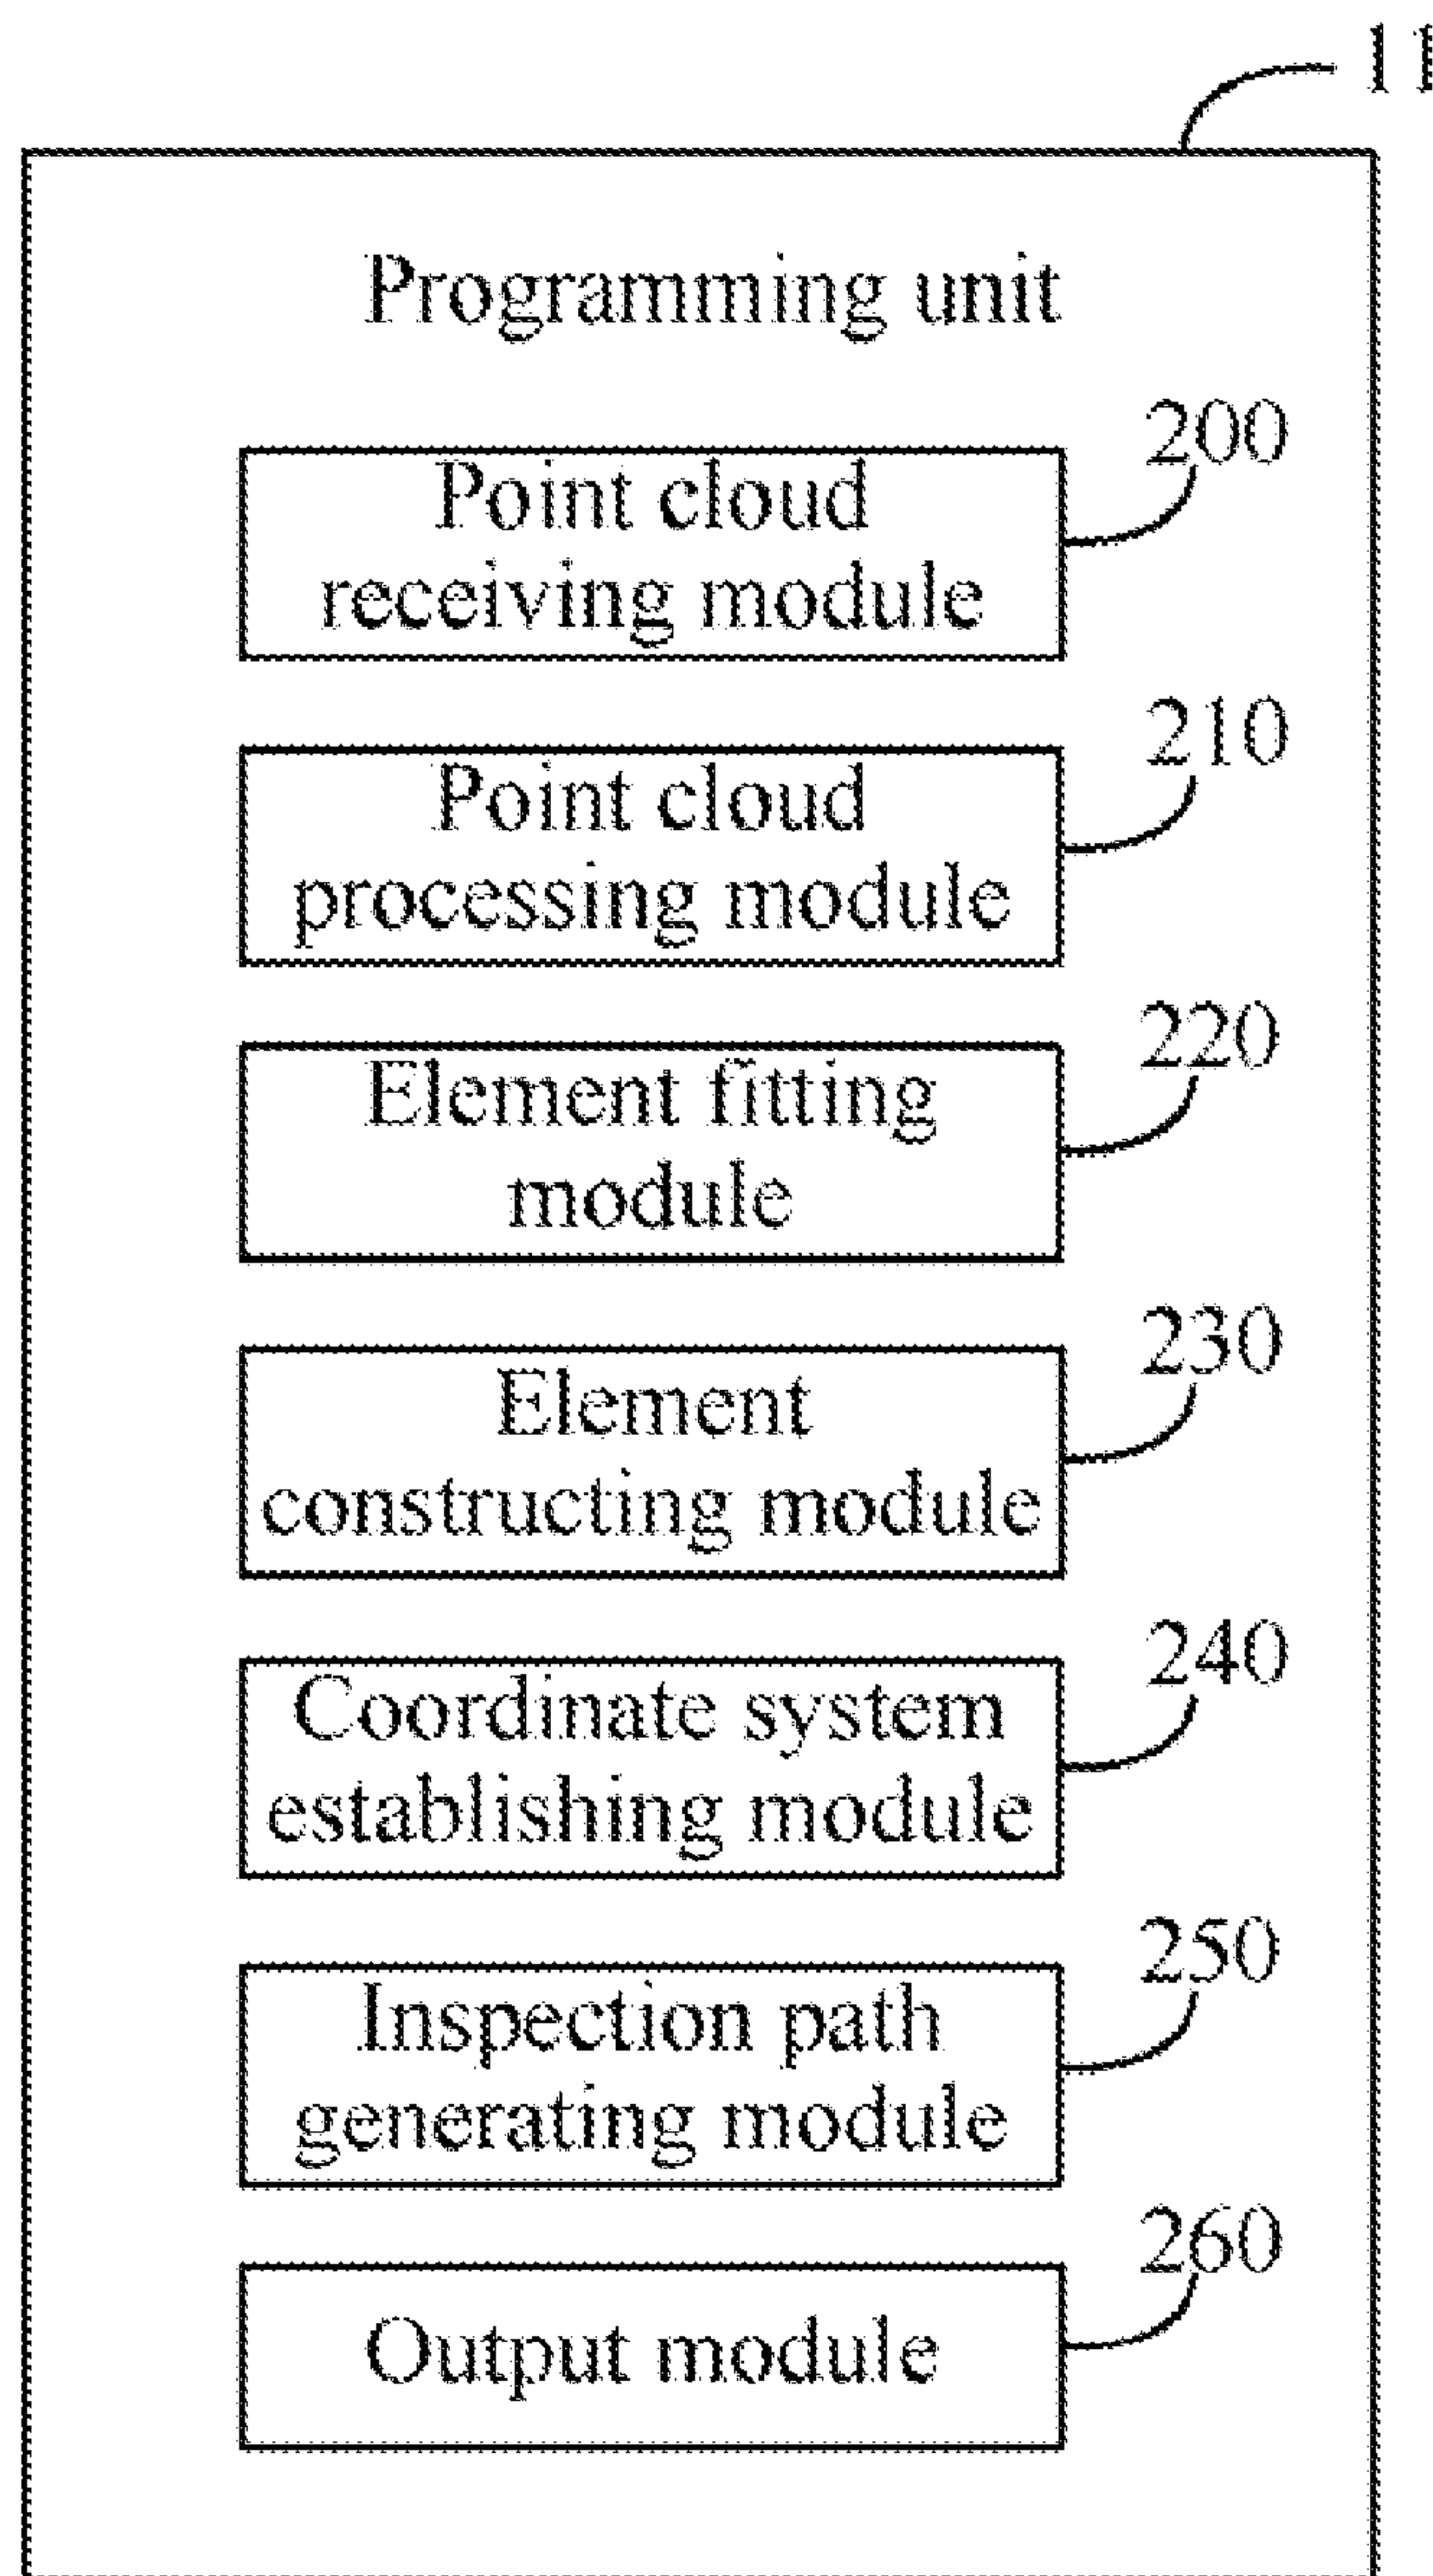 11
Programming unit
200
Point cloud
receiving module
210
Point cloud
processing module
220
Element fitting
module
230
Element
constructing module
240
Coordinate system
establishing module
250
Inspection path
generating module
260
Output module